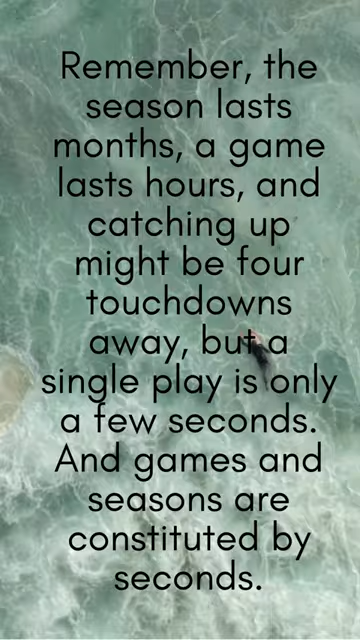 Remember, the
season lasts
months, a game
lasts hours, and
catching up
might be four
touchdowns
away, but a
single play is only
a few seconds.
And games and
seasons are
constituted by
seconds.